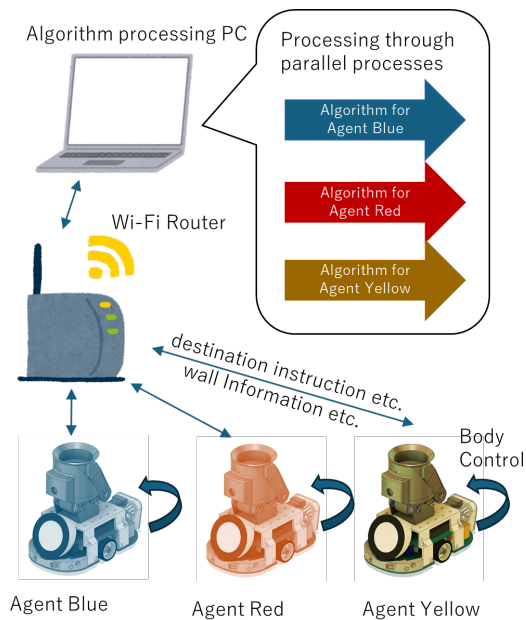 Algorithm processing PC
Processing through
parallel processes
Algorithm for
Agent Blue
Algorithm for
Agent Red
Algorithm for
Agent Yellow
Wi-Fi Router
destination instruction etc.
wall Information etc.
Body
Control
Agent Blue
Agent Red
Agent Yellow